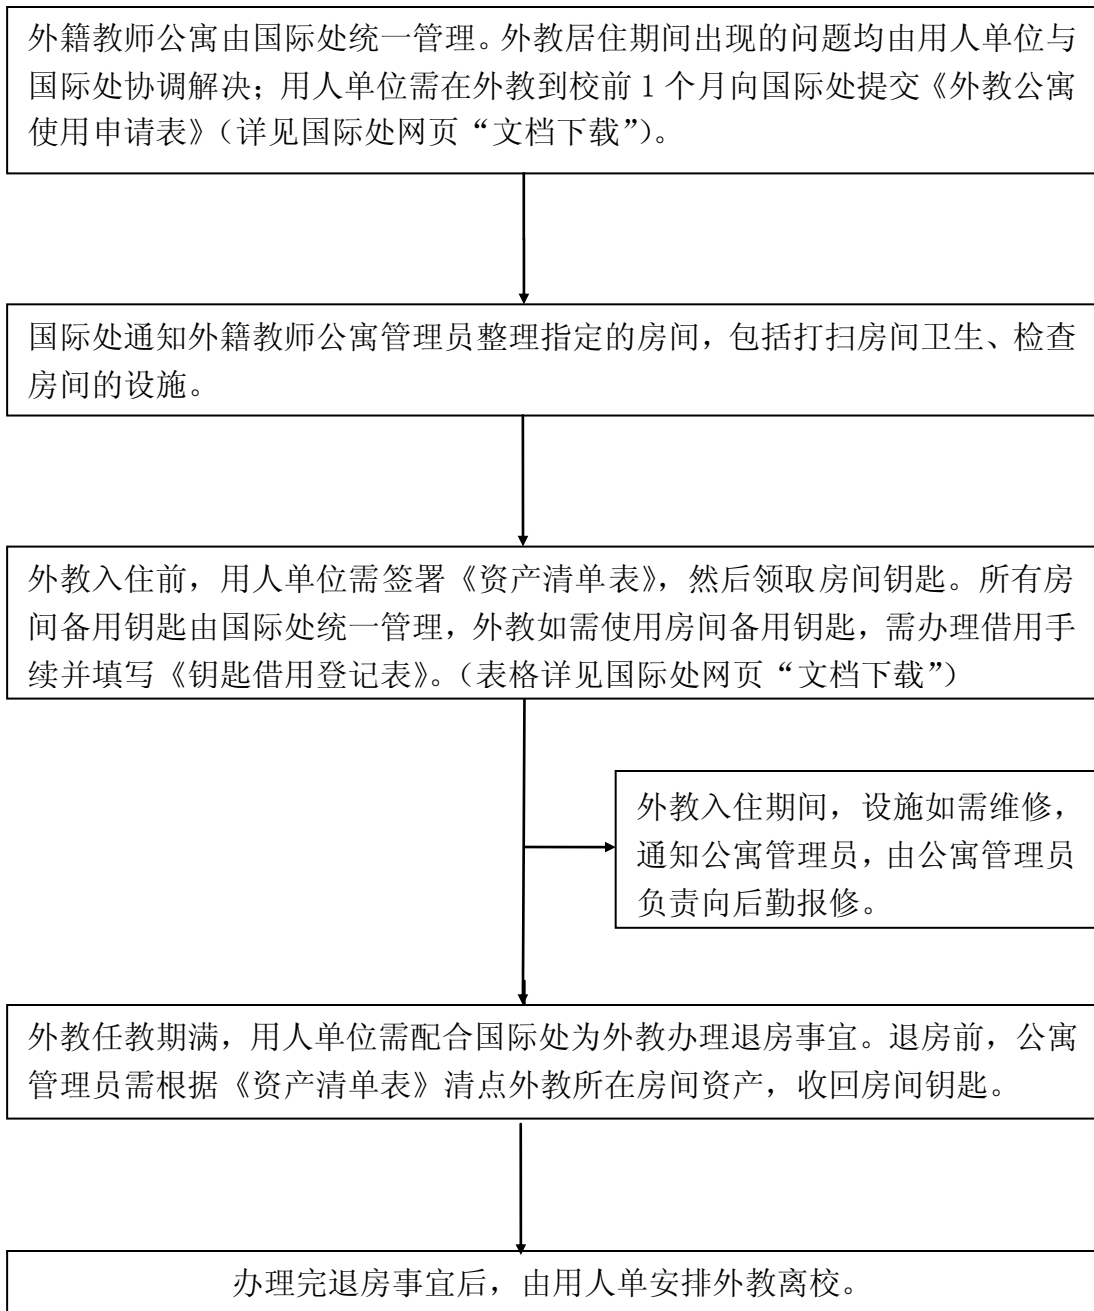 外籍教师公寓由国际处统一管理。外教居住期间出现的问题均由用人单位与
国际处协调解决；用人单位需在外教到校前 1 个月向国际处提交《外教公寓
使用申请表》（详见国际处网页“文档下载”）。
国际处通知外籍教师公寓管理员整理指定的房间，包括打扫房间卫生、检查
房间的设施。
外教入住前，用人单位需签署《资产清单表》，然后领取房间钥匙。所有房
间备用钥匙由国际处统一管理，外教如需使用房间备用钥匙，需办理借用手
续并填写《钥匙借用登记表》。（表格详见国际处网页“文档下载”）
外教入住期间，设施如需维修，
通知公寓管理员，由公寓管理员
负责向后勤报修。
外教任教期满，用人单位需配合国际处为外教办理退房事宜。退房前，公寓
管理员需根据《资产清单表》清点外教所在房间资产，收回房间钥匙。
办理完退房事宜后，由用人单安排外教离校。